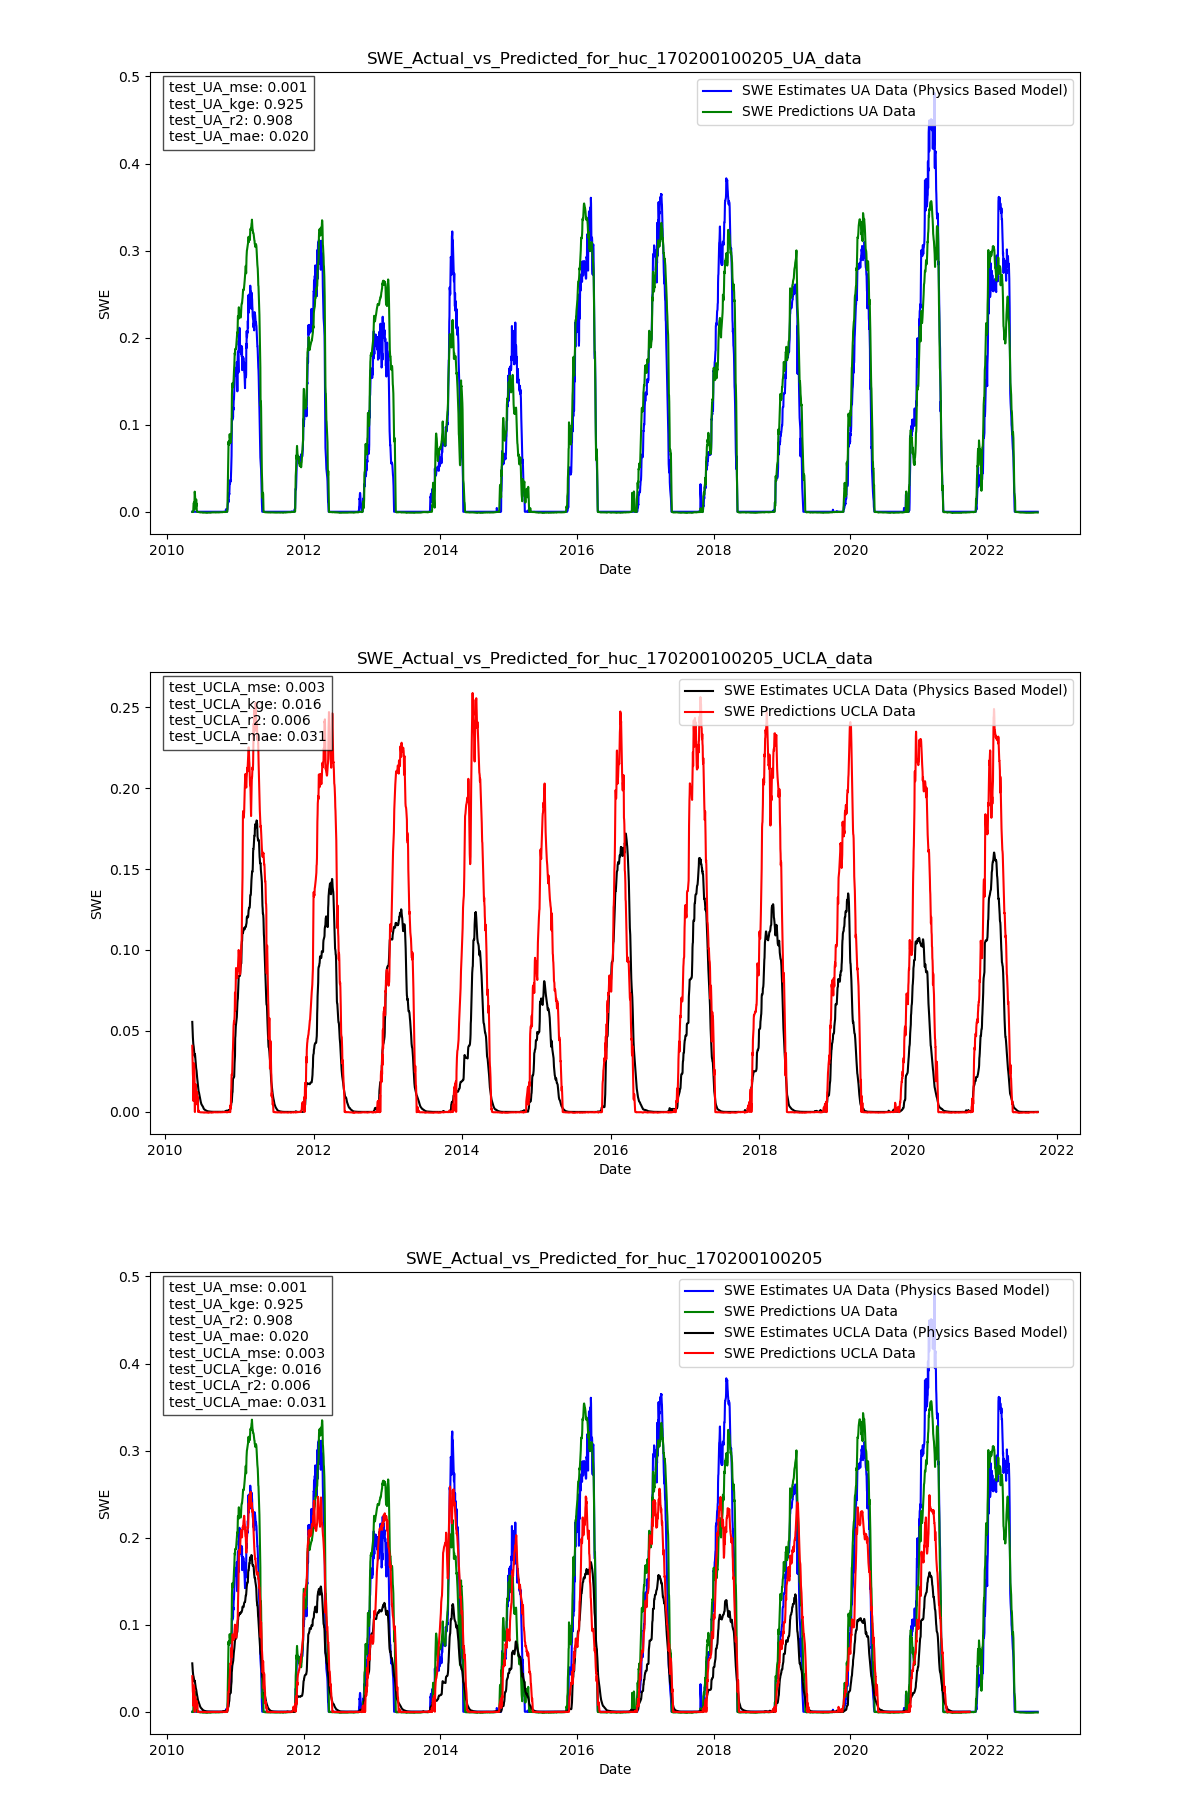 SWE_Actual_vs_Predicted_for_huc_170200100205_UA_data
test_UA_mse: 0.001
test_UA_kge: 0.925
test_UA_r2: 0.908
test_UA_mae: 0.020
SWE Estimates UA Data (Physics Based Model)
SWE Predictions UA Data
0.5
0.4
0.3
0.2
0.1
0.0
SWE
2010 2012 2014 2016 2018 2020 2022
Date
SWE_Actual_vs_Predicted_for_huc_170200100205_UCLA_data
test_UCLA_mse: 0.003
test_UCLA_kge: 0.016
test_UCLA_r2: 0.006
test_UCLA_mae: 0.031
SWE Estimates UCLA Data (Physics Based Model)
SWE Predictions UCLA Data
0.25
0.20
0.15
0.10
0.05
0.00
SWE
2010 2012 2014 2016 2018 2020 2022
Date
SWE_Actual_vs_Predicted_for_huc_170200100205
test_UA_mse: 0.001
test_UA_kge: 0.925
test_UA_r2: 0.908
test_UA_mae: 0.020
test_UCLA_mse: 0.003
test_UCLA_kge: 0.016
test_UCLA_r2: 0.006
test_UCLA_mae: 0.031
SWE Estimates UA Data (Physics Based Model)
SWE Predictions UA Data
SWE Estimates UCLA Data (Physics Based Model)
SWE Predictions UCLA Data
0.5
0.4
0.3
0.2
0.1
0.0
SWE
2010 2012 2014 2016 2018 2020 2022
Date